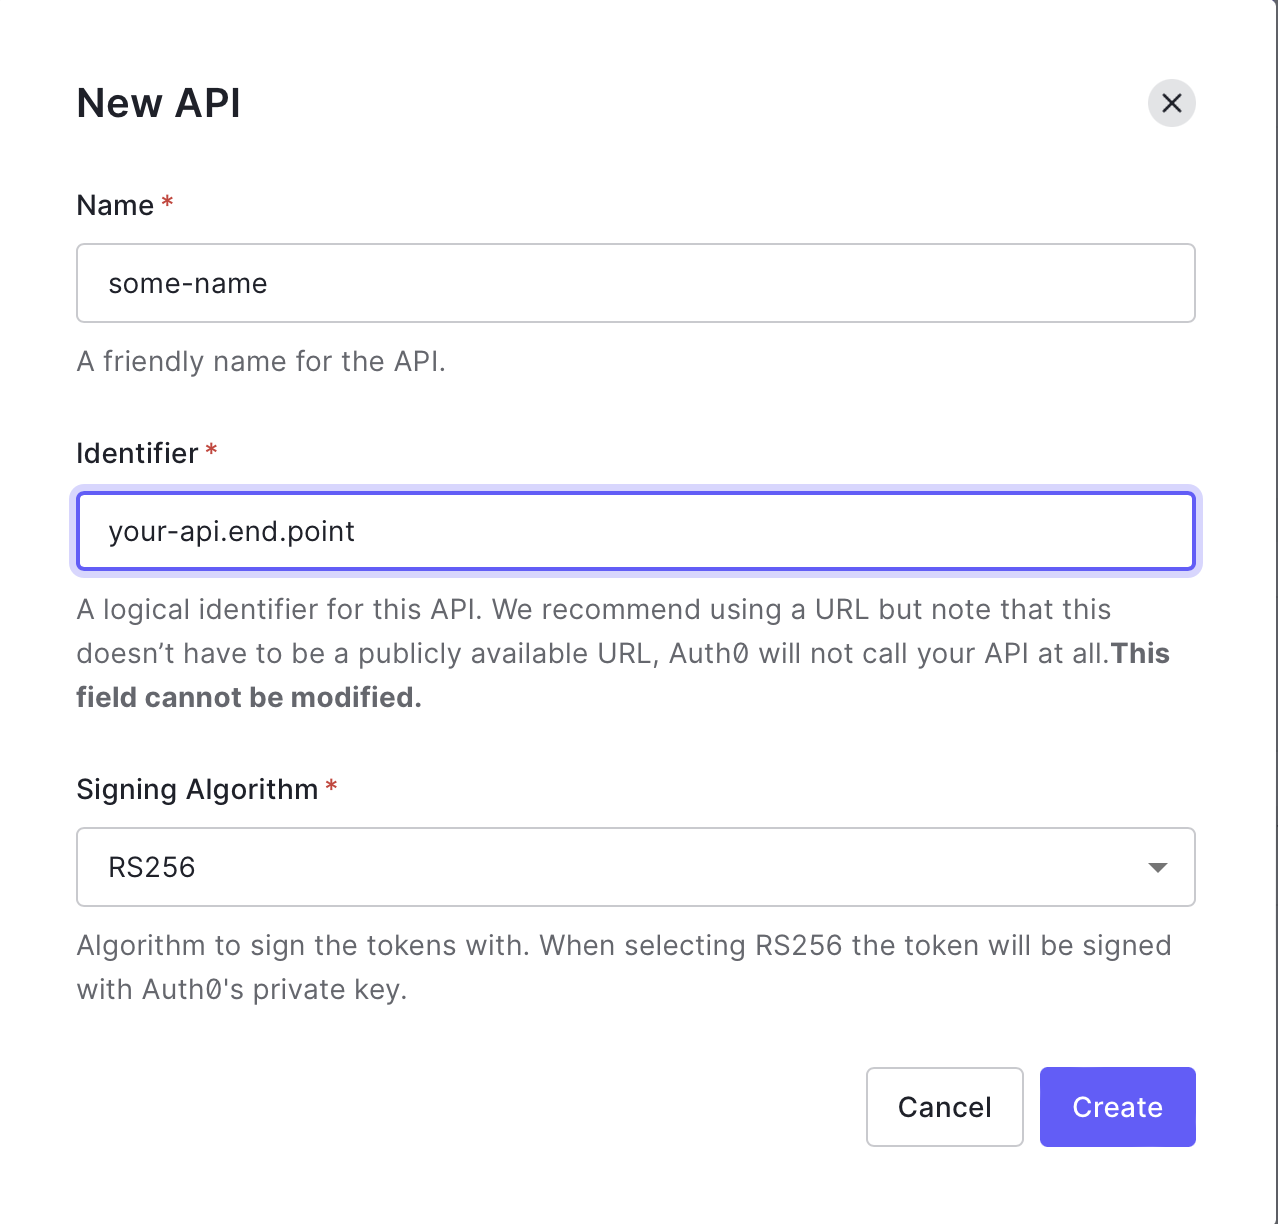 New API
Name *
some-name
A friendly name for the API.
Identifier *
your-api.end.point
A logical identifier for this API. We recommend using a URL but note that this
doesn’t have to be a publicly available URL, Auth0 will not call your API at all.This
field cannot be modified.
Signing Algorithm *
RS256
Algorithm to sign the tokens with. When selecting RS256 the token will be signed
with Auth0's private key.
Cancel Create